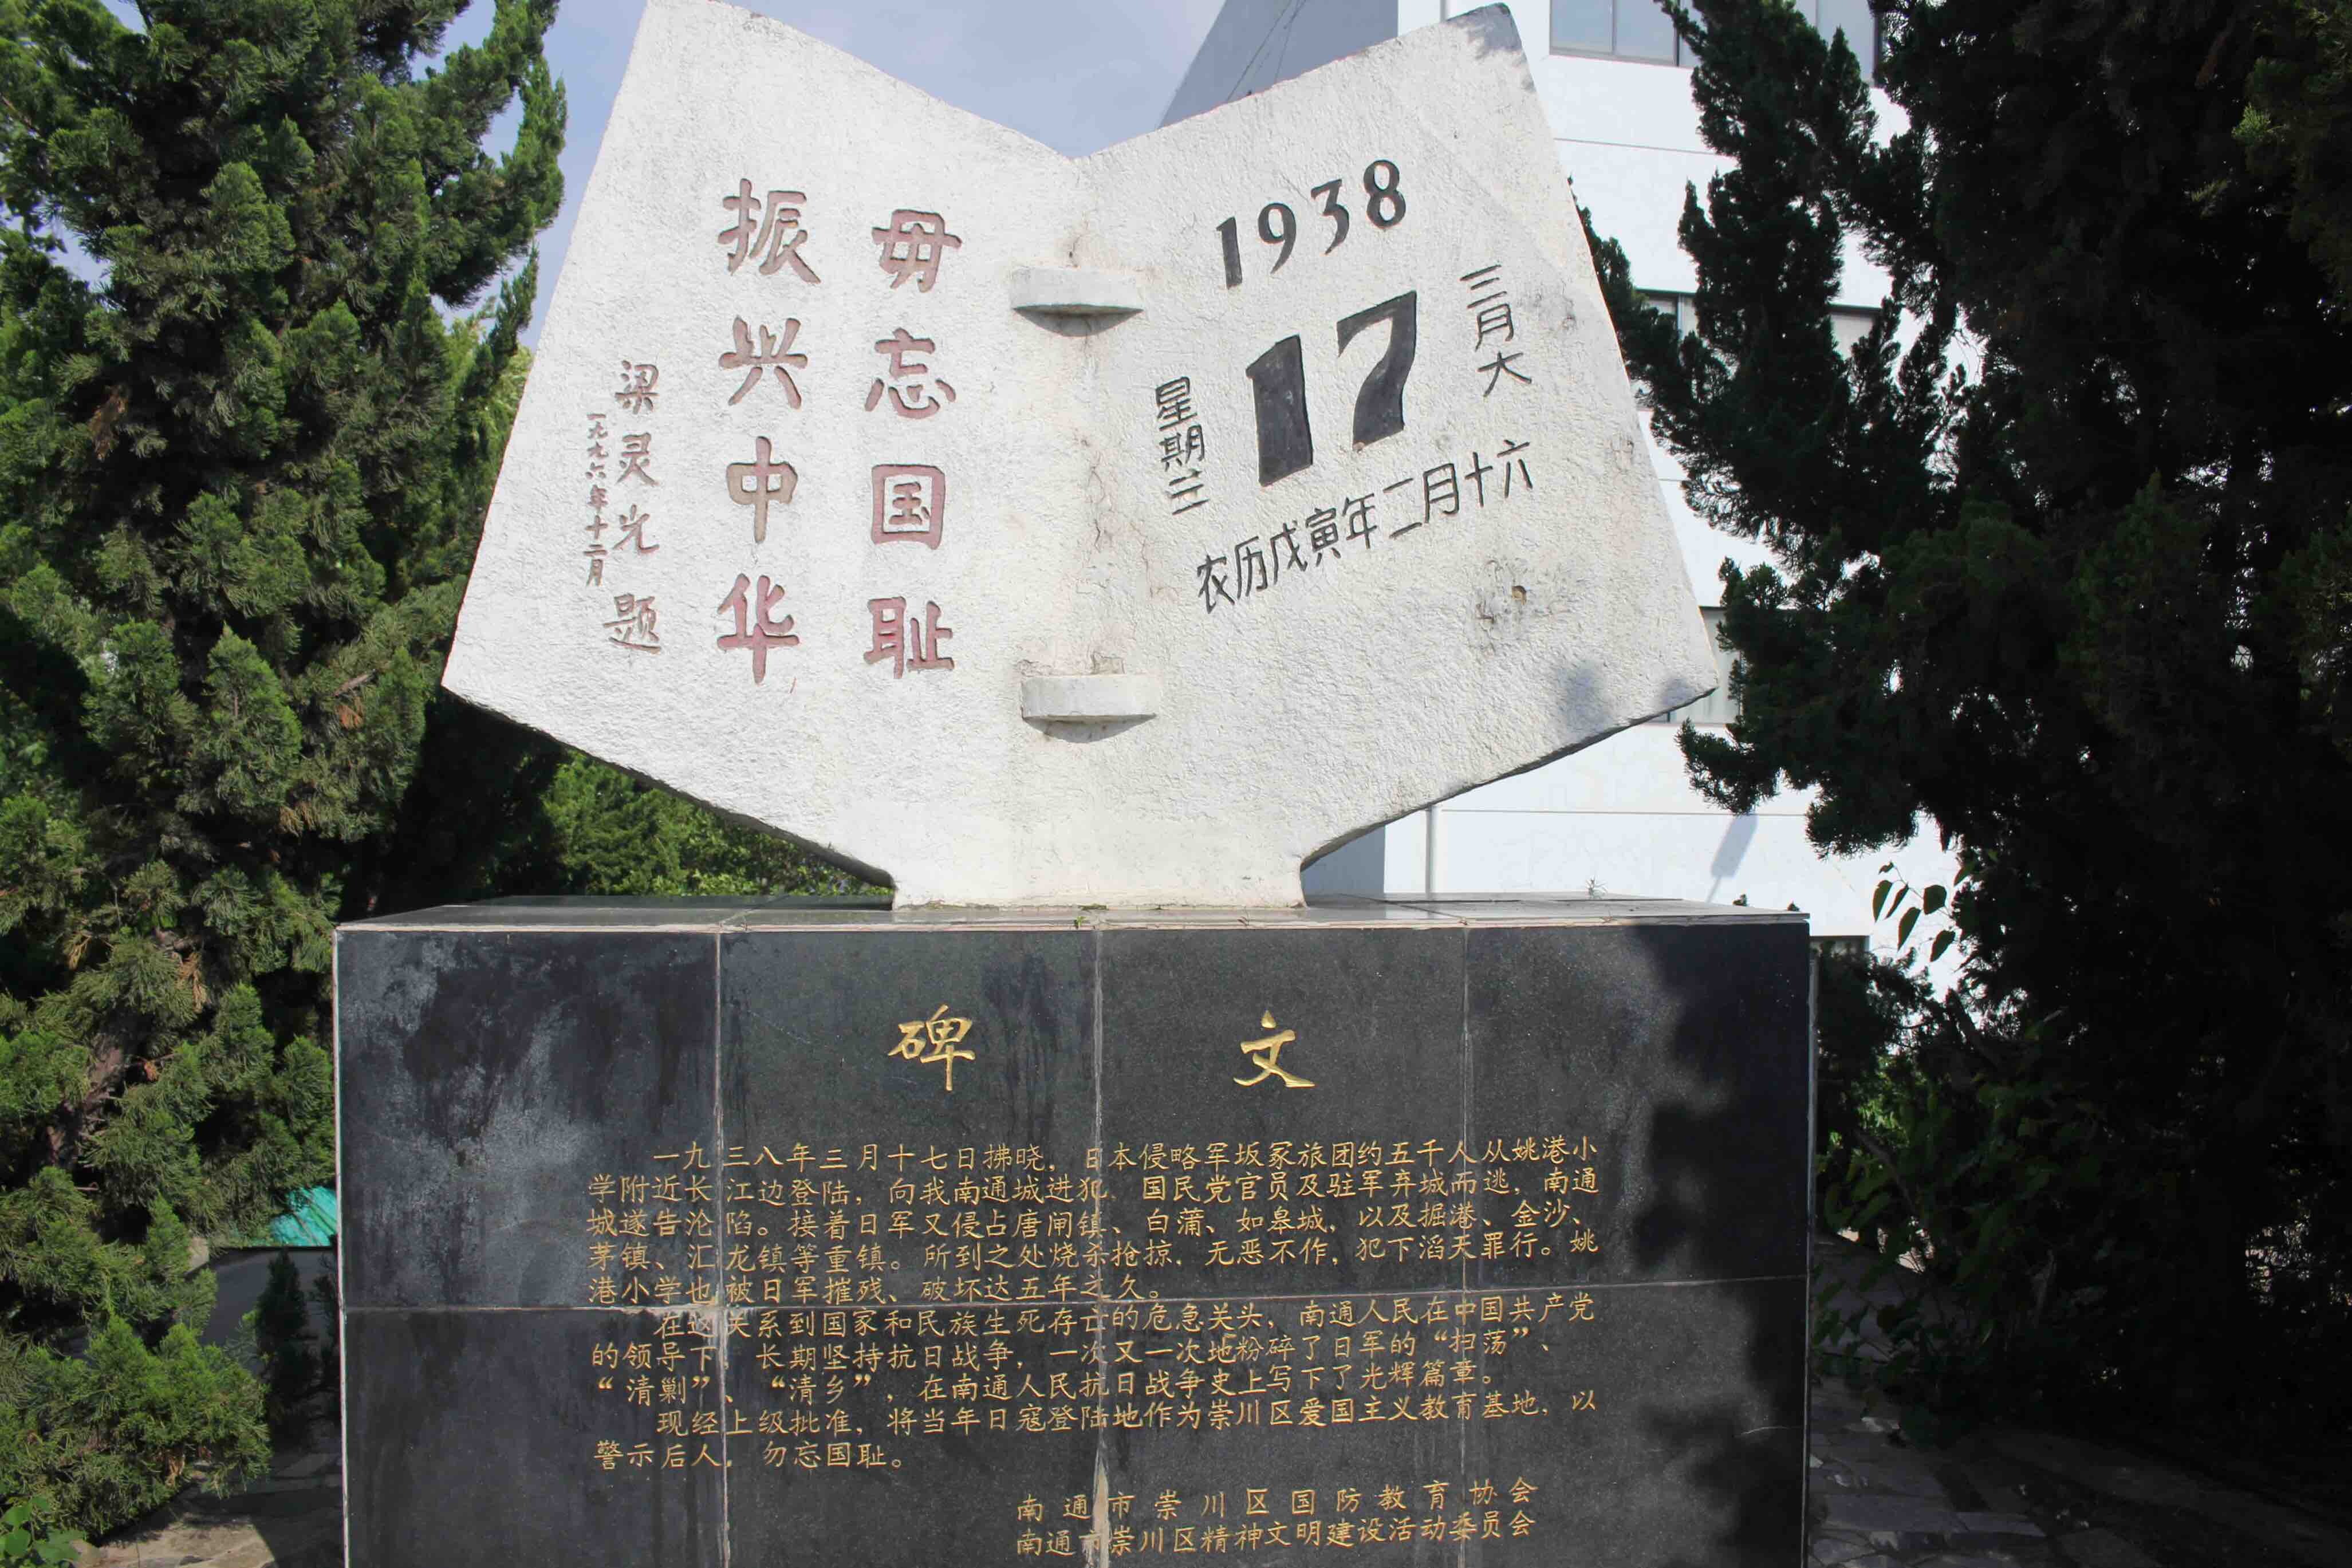 毋忘国耻
振兴中华
梁灵光题
一九九六年十二月
1938
三月大
17
星期三
农历戊寅年二月十六
碑文
一九三八年三月十七日拂晓，日本侵略军坂冢旅团约五千人从姚港小
学附近长江边登陆，向我南通城进犯，国民党官员及驻军弃城而逃，南通
城遂告沦陷。接着日军又侵占唐闸镇、白蒲、如皋城，以及掘港、金沙、
茅镇、汇龙镇等重镇。所到之处烧杀抢掠，无恶不作，犯下滔天罪行。姚
港小学也被日军摧残、破坏达五年之久。
在这关系到国家和民族生死存亡的危急关头，南通人民在中国共产党
的领导下，长期坚持抗日战争，一次又一次地粉碎了日军的“扫荡”、
“清剿”、“清乡”，在南通人民抗日战争史上写下了光辉篇章。
现经上级批准，将当年日寇登陆地作为崇川区爱国主义教育基地，以
警示后人，勿忘国耻。
南通市崇川区国防教育协会
南通市崇川区精神文明建设活动委员会